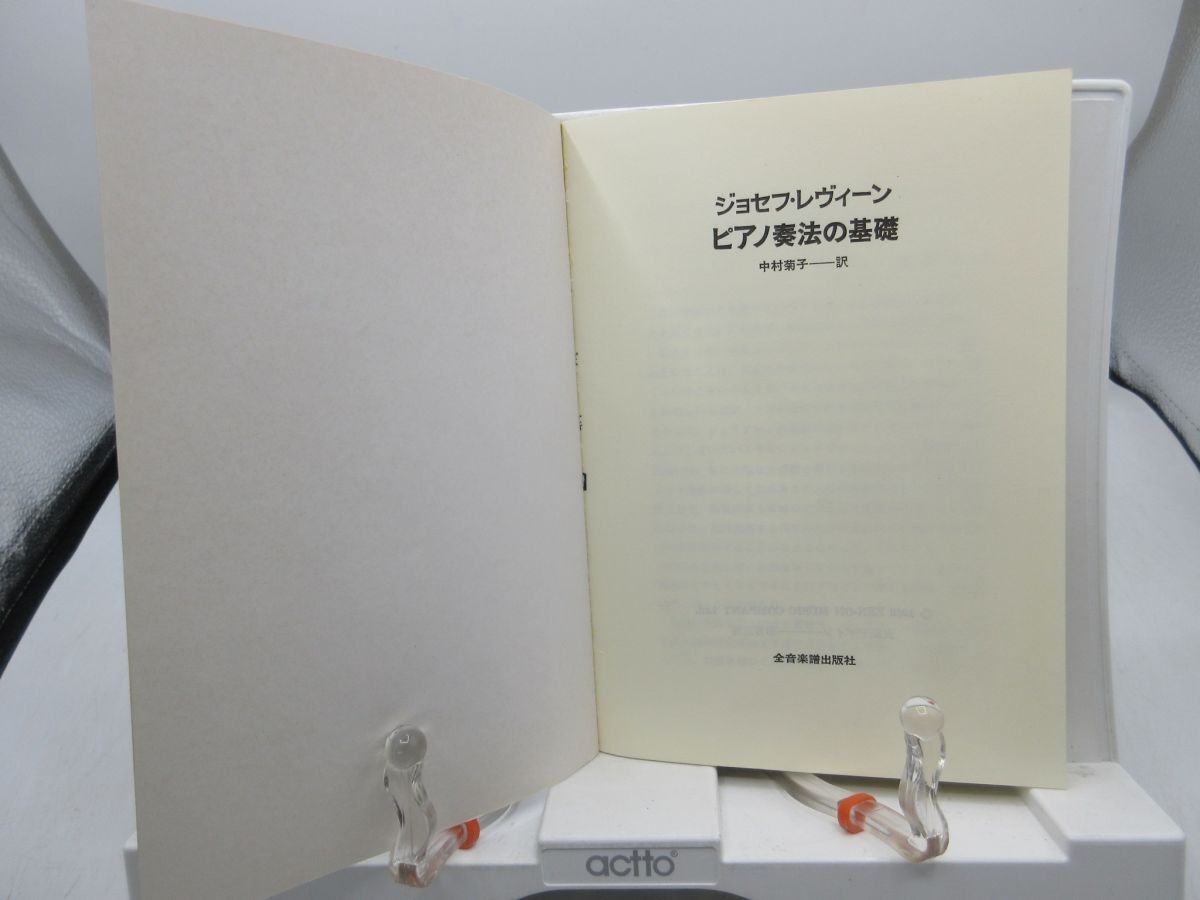 ジョセフ・レヴィーン
ピアノ奏法の基礎
中村菊子——訳
全音楽譜出版社
actto®